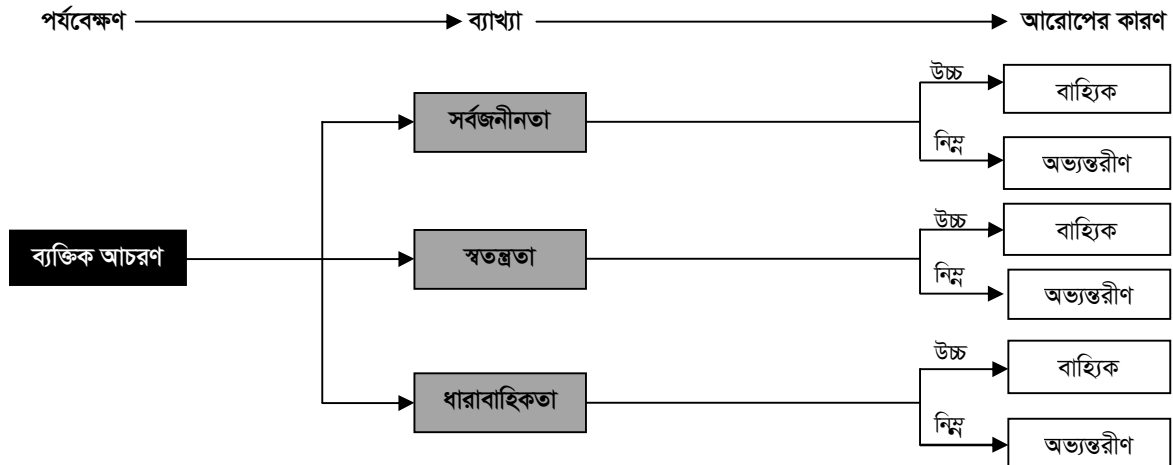 পর্যবেক্ষণ ব্যাখ্যা আরোপের কারণ
উচ্চ
বাহ্যিক
সর্বজনীনতা
নিম্ন
অভ্যন্তরীণ
উচ্চ
বাহ্যিক
ব্যক্তিক আচরণ
স্বতন্ত্রতা
নিম্ন
অভ্যন্তরীণ
উচ্চ
বাহ্যিক
ধারাবাহিকতা
নিম্ন
অভ্যন্তরীণ